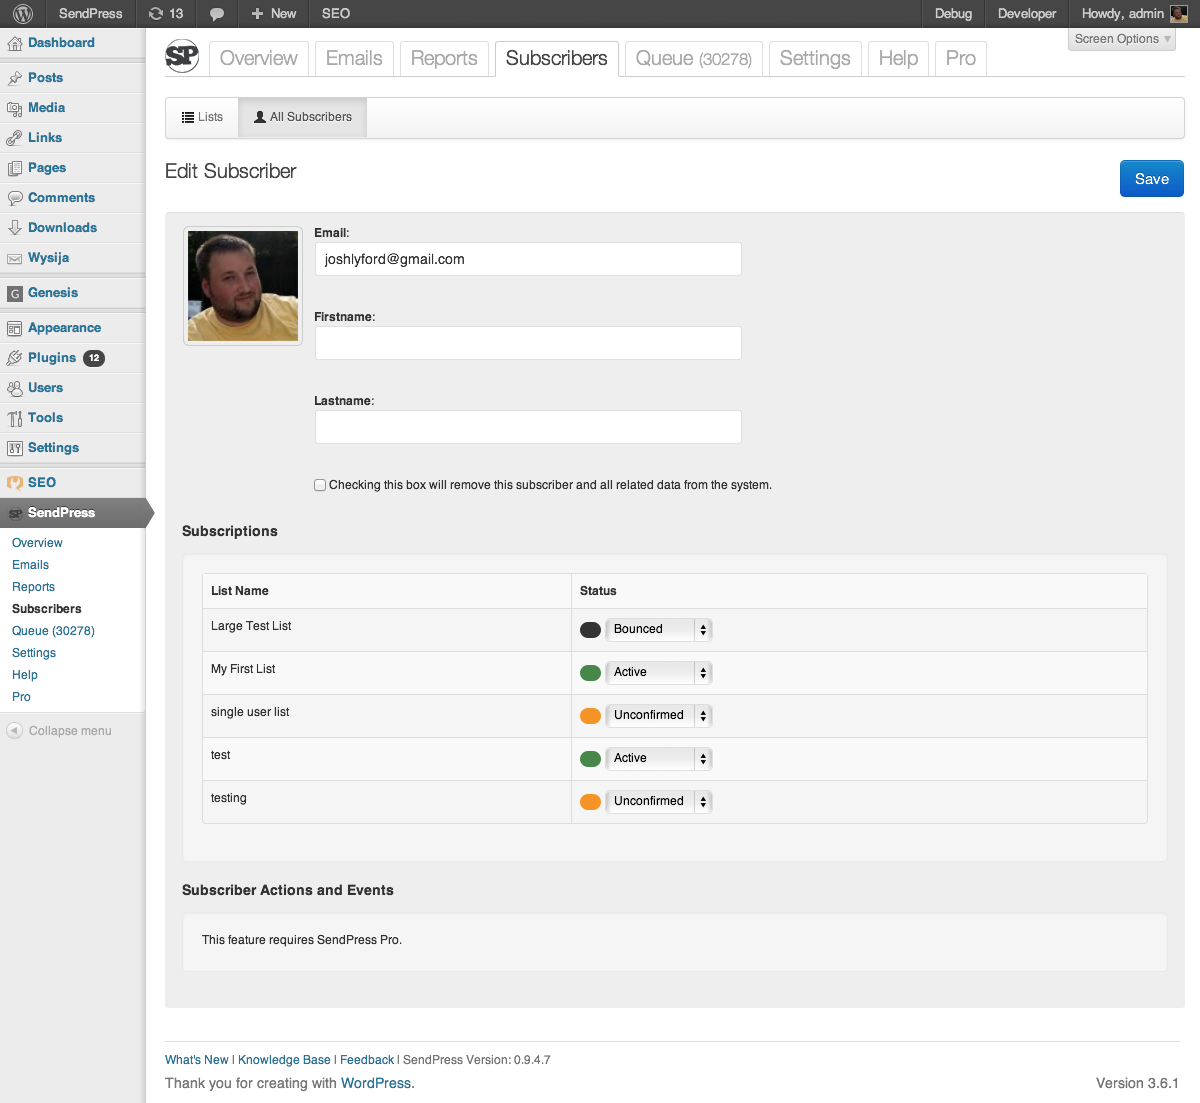 SendPress 13 New SEO Debug Developer Howdy, admin
Screen Options
Dashboard
Posts
Media
Links
Pages
Comments
Downloads
Wysija
G Genesis
Appearance
Plugins 12
Users
Tools
Settings
SEO
SP SendPress
Overview
Emails
Reports
Subscribers
Queue (30278)
Settings
Help
Pro
Collapse menu
SP Overview Emails Reports Subscribers Queue (30278) Settings Help Pro
Lists All Subscribers
Edit Subscriber
Save
Email:
joshlyford@gmail.com
Firstname:
Lastname:
Checking this box will remove this subscriber and all related data from the system.
Subscriptions
List Name Status
Large Test List Bounced
My First List Active
single user list Unconfirmed
test Active
testing Unconfirmed
Subscriber Actions and Events
This feature requires SendPress Pro.
What's New | Knowledge Base | Feedback | SendPress Version: 0.9.4.7
Thank you for creating with WordPress. Version 3.6.1